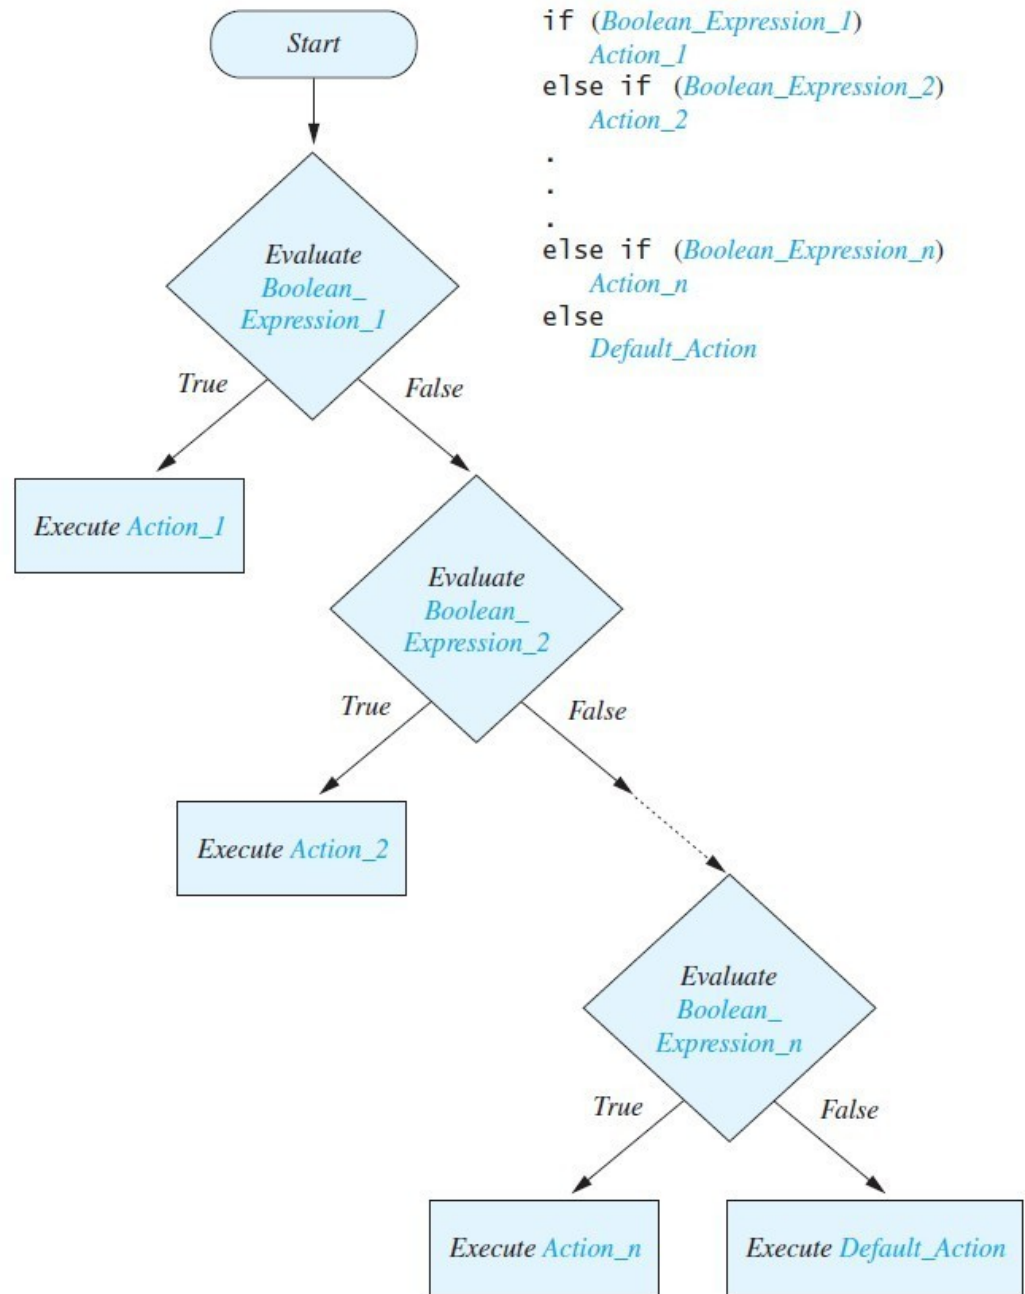 Start
if (Boolean_Expression_1)
Action_1
else if (Boolean_Expression_2)
Action_2
.
.
.
else if (Boolean_Expression_n)
Action_n
else
Default_Action
Evaluate
Boolean_
Expression_1
True
False
Execute Action_1
Evaluate
Boolean_
Expression_2
True
False
Execute Action_2
Evaluate
Boolean_
Expression_n
True
False
Execute Action_n
Execute Default_Action